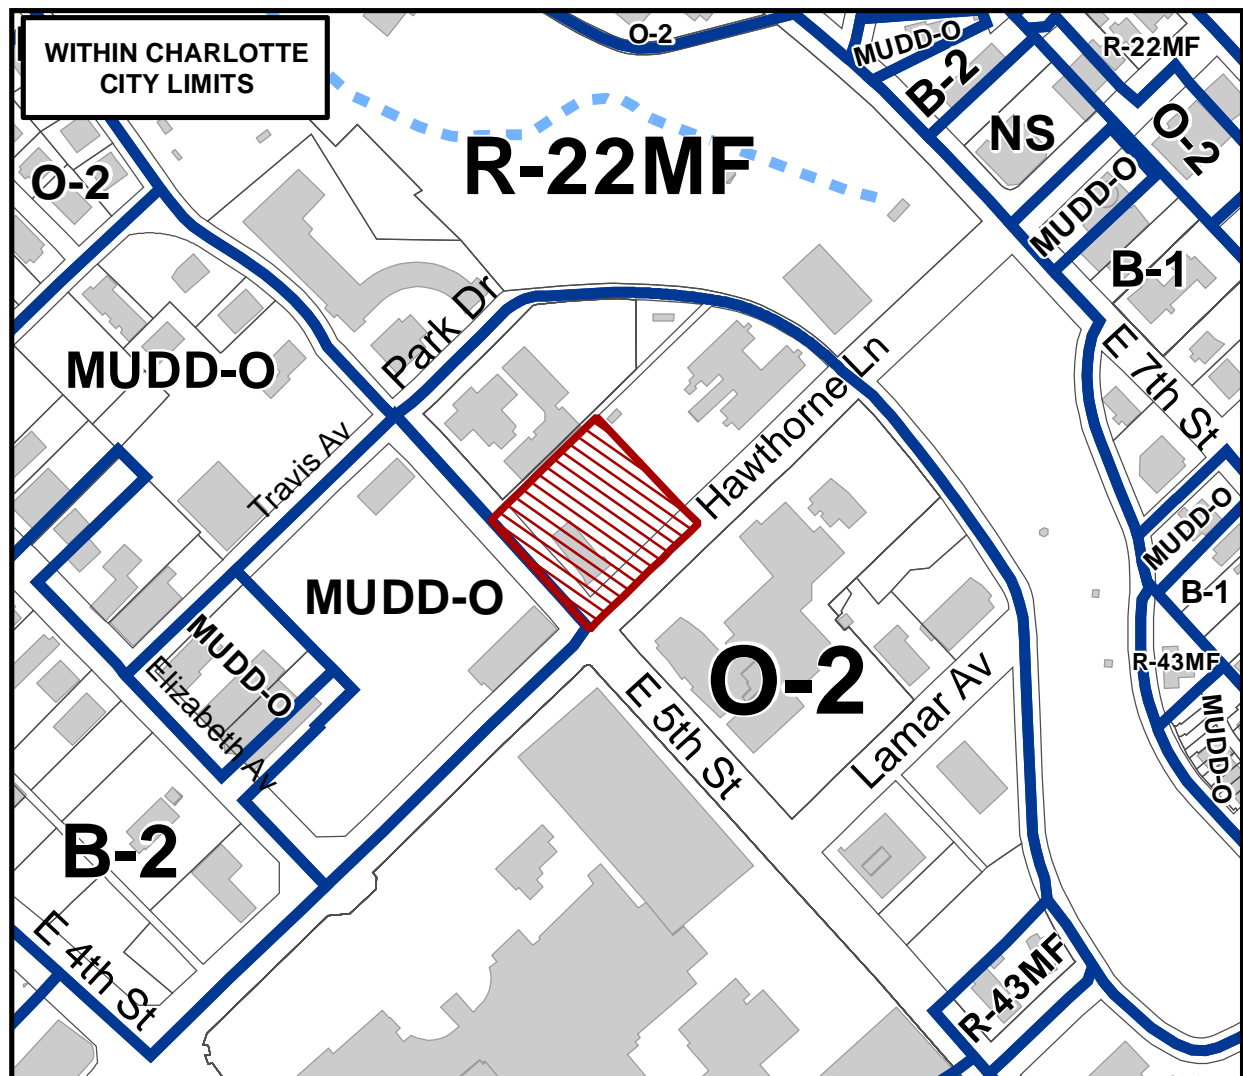 WITHIN CHARLOTTE
CITY LIMITS
O-2
MUDD-O
R-22MF
B-2
NS
O-2
R-22MF
O-2
MUDD-O
B-1
Park Dr
E 7th St
MUDD-O
Hawthorne Ln
Travis Av
MUDD-O
MUDD-O
B-1
MUDD-O
Elizabeth Av
O-2
E 5th St
Lamar Av
R-43MF
MUDD-O
B-2
E 4th St
R-43MF